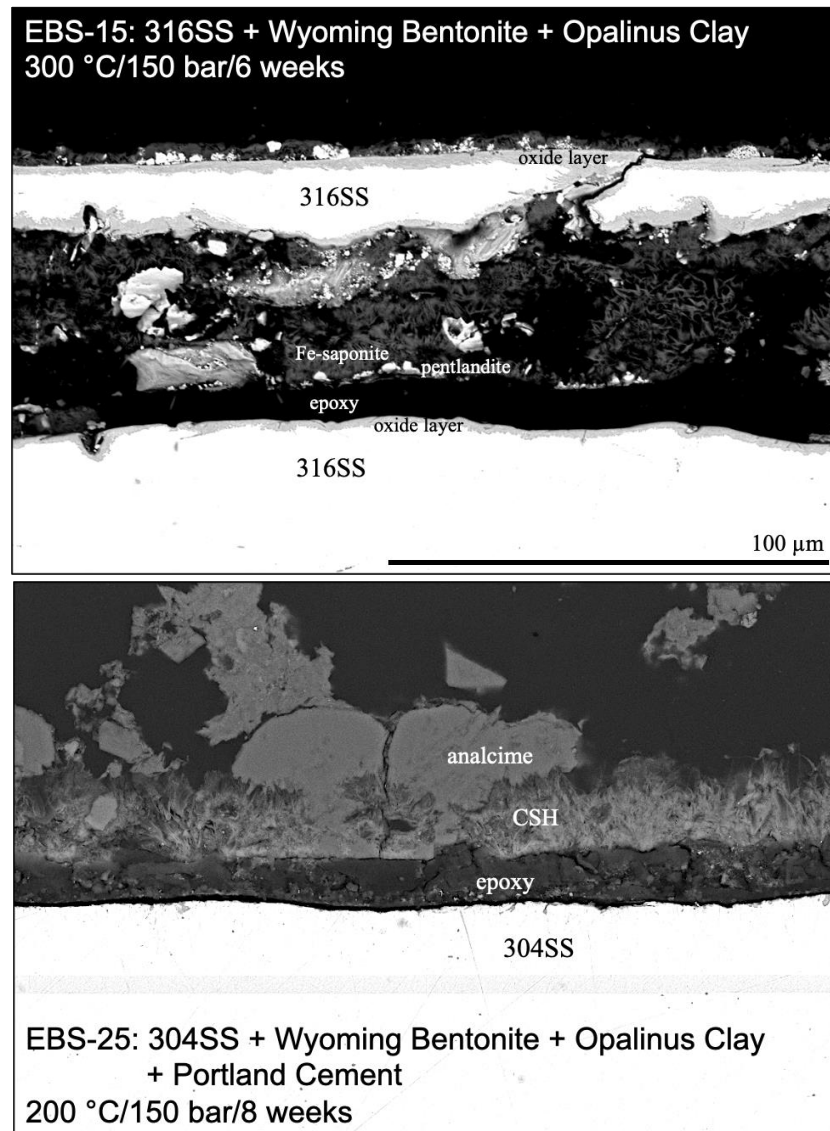 EBS-15: 316SS + Wyoming Bentonite + Opalinus Clay
300 °C/150 bar/6 weeks
oxide layer
316SS
Fe-saponite
pentlandite
epoxy
oxide layer
316SS
100 µm
analcime
CSH
epoxy
304SS
EBS-25: 304SS + Wyoming Bentonite + Opalinus Clay
+ Portland Cement
200 °C/150 bar/8 weeks